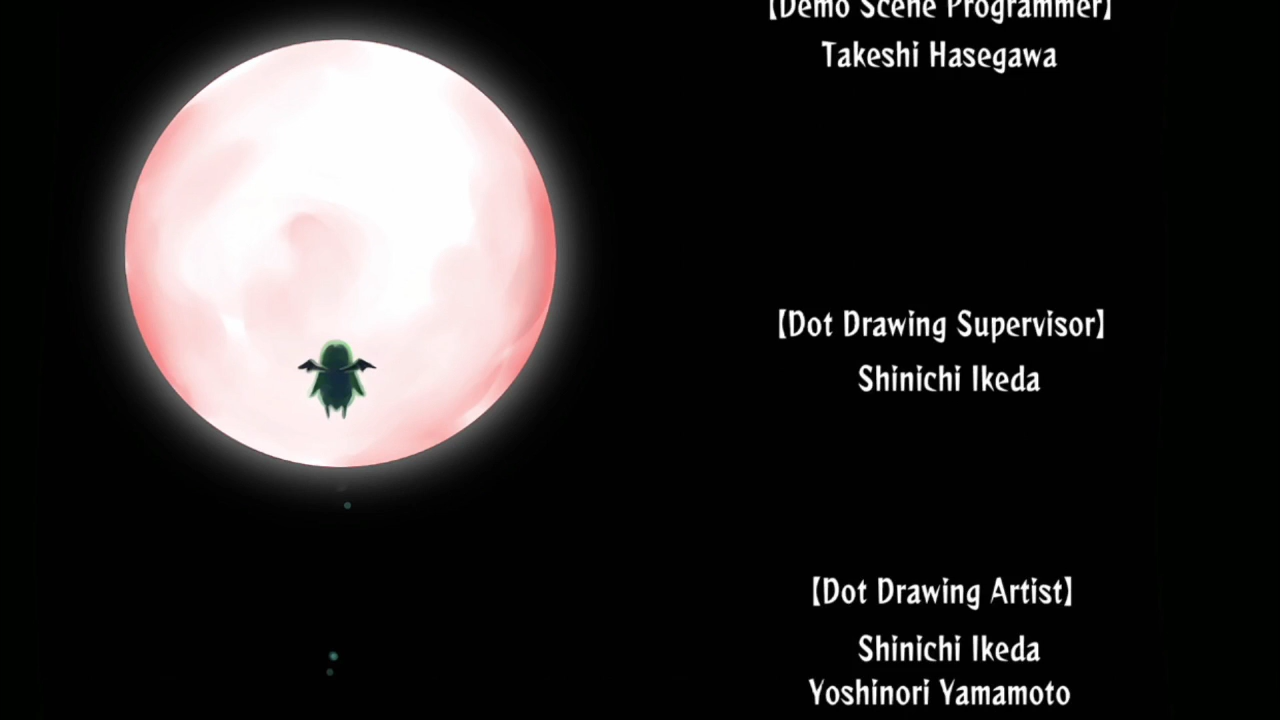 【Demo Scene Programmer】
Takeshi Hasegawa
【Dot Drawing Supervisor】
Shinichi Ikeda
【Dot Drawing Artist】
Shinichi Ikeda
Yoshinori Yamamoto